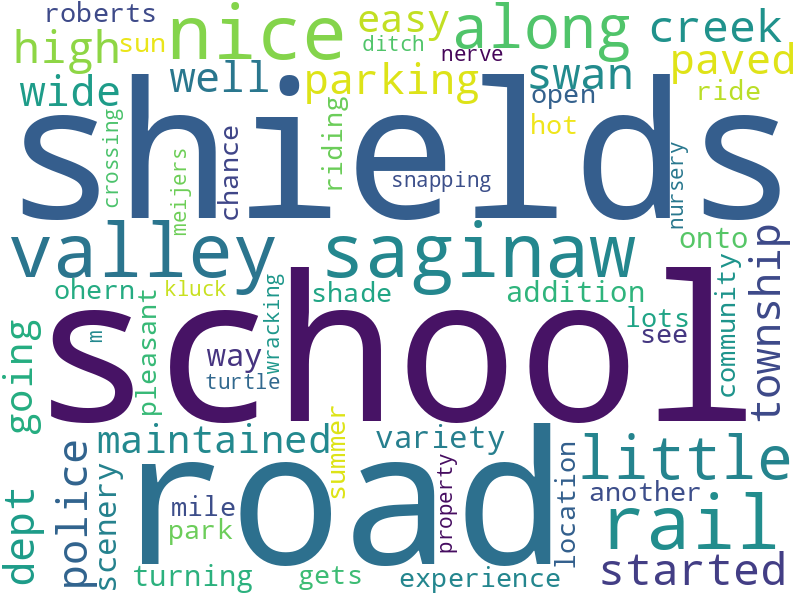 roberts
nice
easy
along
creek
high
sun
ditch
nerve
paved
wide
well
parking
swan
open
ride
shields
crossing
meijers
chance
riding
snapping
hot
nursery
valley
saginaw
onto
township
ohern
kluck
shade
addition
lots
community
school
going
pleasant
m
way
wracking
turtle
see
road
maintained
variety
little
police
scenery
dept
mile
park
summer
property
location
another
rail
turning
gets
experience
started